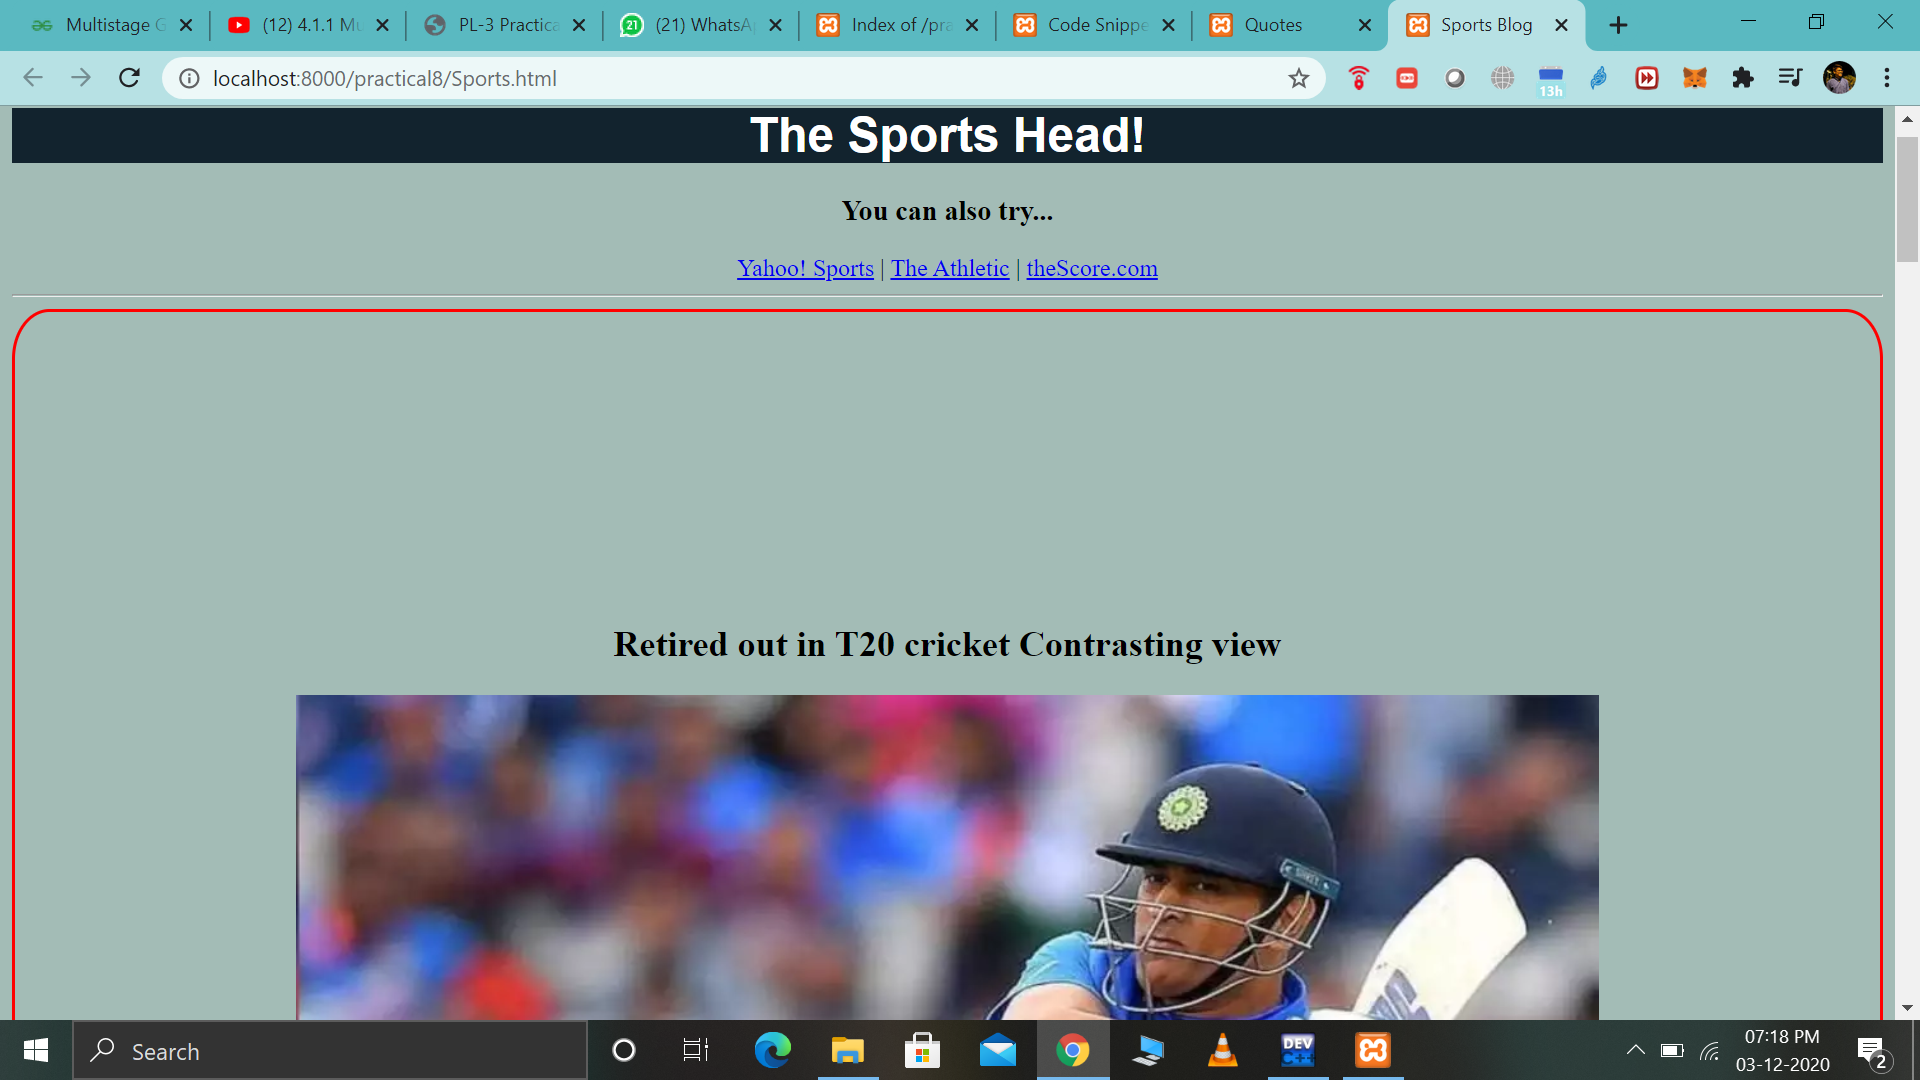 Multistage G
(12) 4.1.1 Mu
PL-3 Practica
(21) WhatsA
Index of /pra
Code Snippe
Quotes
Sports Blog
localhost:8000/practical8/Sports.html
13h
The Sports Head!
You can also try...
Yahoo! Sports | The Athletic | theScore.com
Retired out in T20 cricket Contrasting view
Search
DEV
C++
07:18 PM
03-12-2020
2